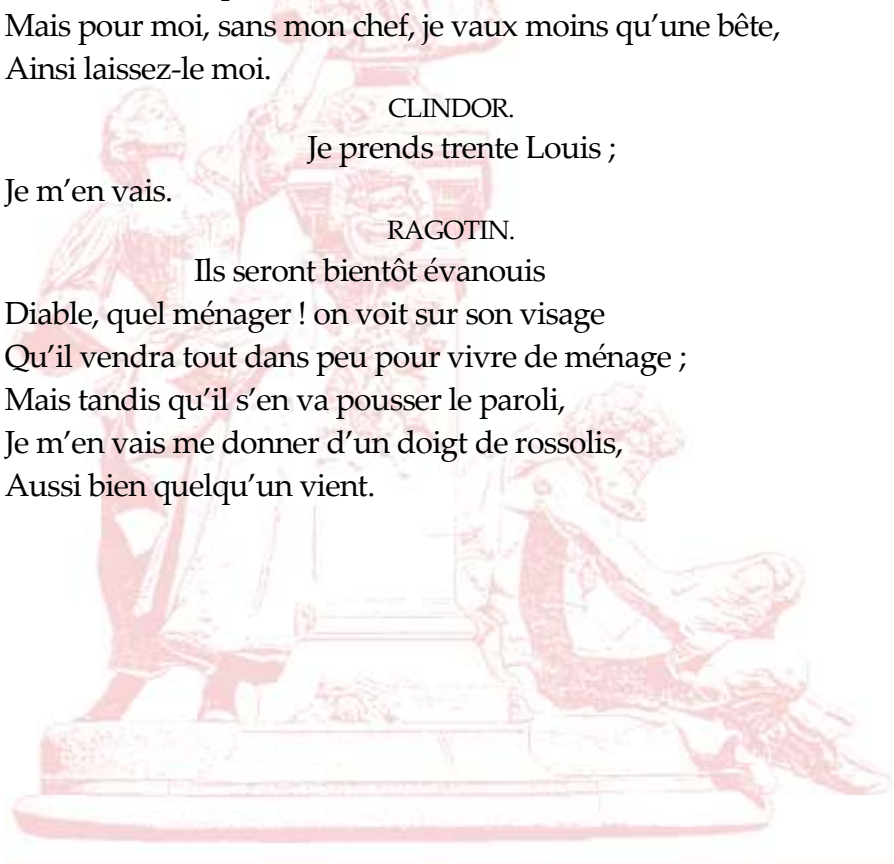 Mais pour moi, sans mon chef, je vaux moins qu’une bête,
Ainsi laissez-le moi.
CLINDOR.
Je prends trente Louis ;
Je m’en vais.
RAGOTIN.
Ils seront bientôt évanouis
Diable, quel ménager ! on voit sur son visage
Qu’il vendra tout dans peu pour vivre de ménage ;
Mais tandis qu’il s’en va pousser le paroli,
Je m’en vais me donner d’un doigt de rossolis,
Aussi bien quelqu’un vient.